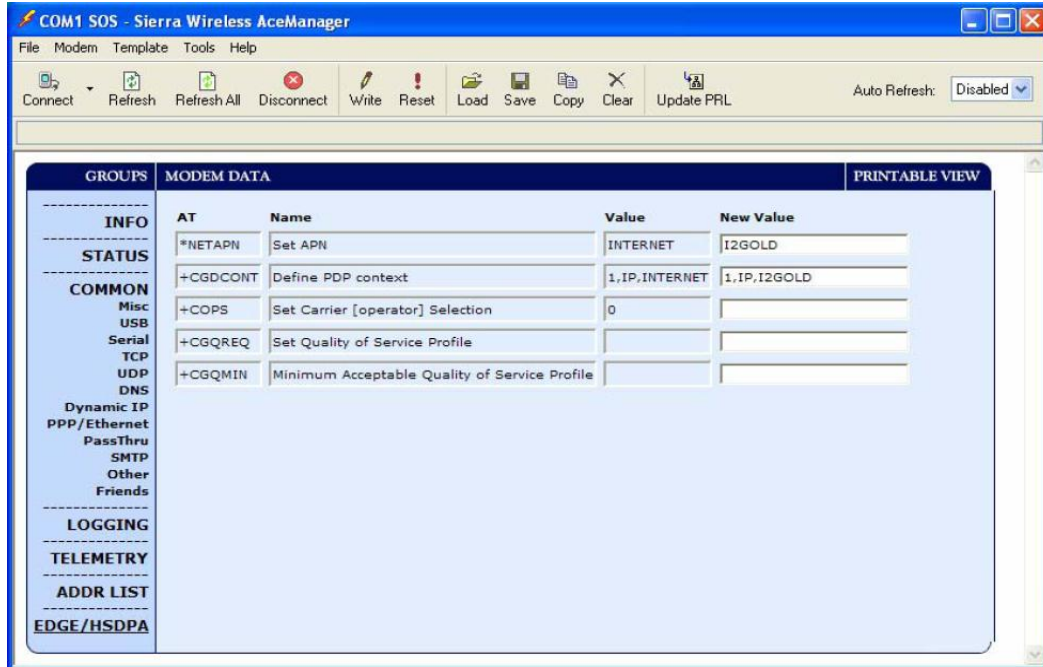 COM1 SOS - Sierra Wireless AceManager
File Modem Template Tools Help
Connect Refresh Refresh All Disconnect Write Reset Load Save Copy Clear Update PRL Auto Refresh: Disabled
GROUPS MODEM DATA PRINTABLE VIEW
INFO
STATUS
COMMON
Misc
USB
Serial
TCP
UDP
DNS
Dynamic IP
PPP/Ethernet
PassThru
SMTP
Other
Friends
LOGGING
TELEMETRY
ADDR LIST
EDGE/HSDPA
AT Name Value New Value
*NETAPN Set APN INTERNET I2GOLD
+CGDCONT Define PDP context 1,IP,INTERNET 1,IP,I2GOLD
+COPS Set Carrier [operator] Selection 0
+CGQREQ Set Quality of Service Profile
+CGQMIN Minimum Acceptable Quality of Service Profile